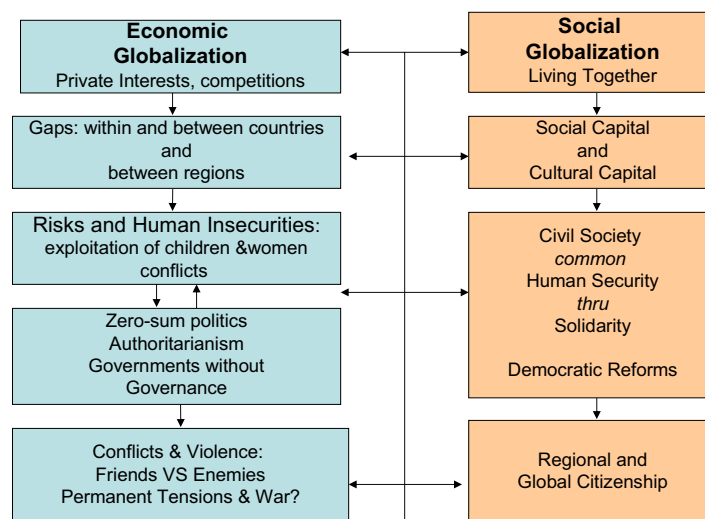 Economic
Globalization
Private Interests, competitions
Gaps: within and between countries
and
between regions
Risks and Human Insecurities:
exploitation of children &women
conflicts
Zero-sum politics
Authoritarianism
Governments without
Governance
Conflicts & Violence:
Friends VS Enemies
Permanent Tensions & War?
Social
Globalization
Living Together
Social Capital
and
Cultural Capital
Civil Society
common
Human Security
thru
Solidarity
Democratic Reforms
Regional and
Global Citizenship